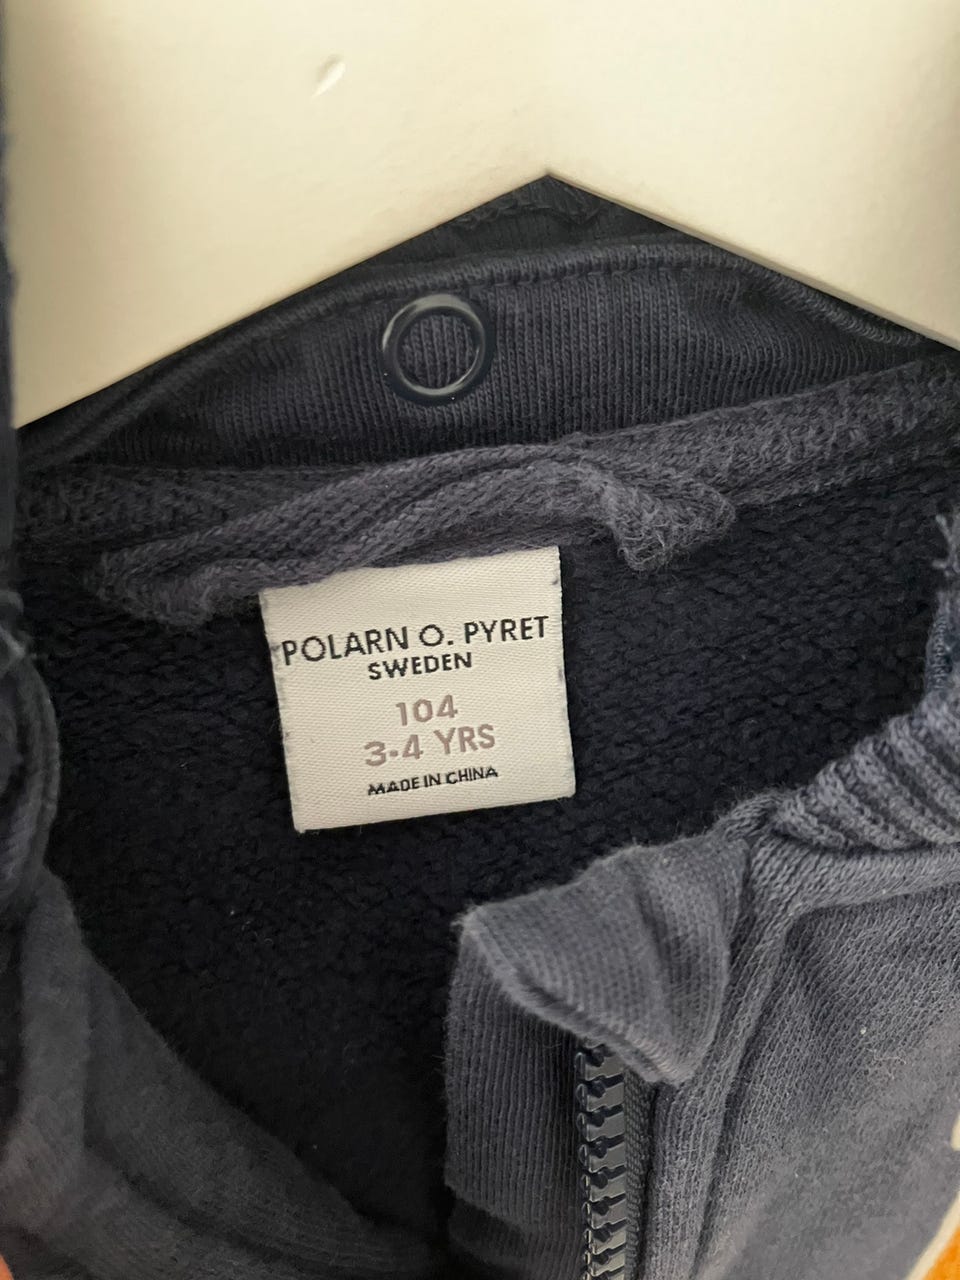 POLARN O. PYRET
SWEDEN
104
3-4 YRS
MADE IN CHINA